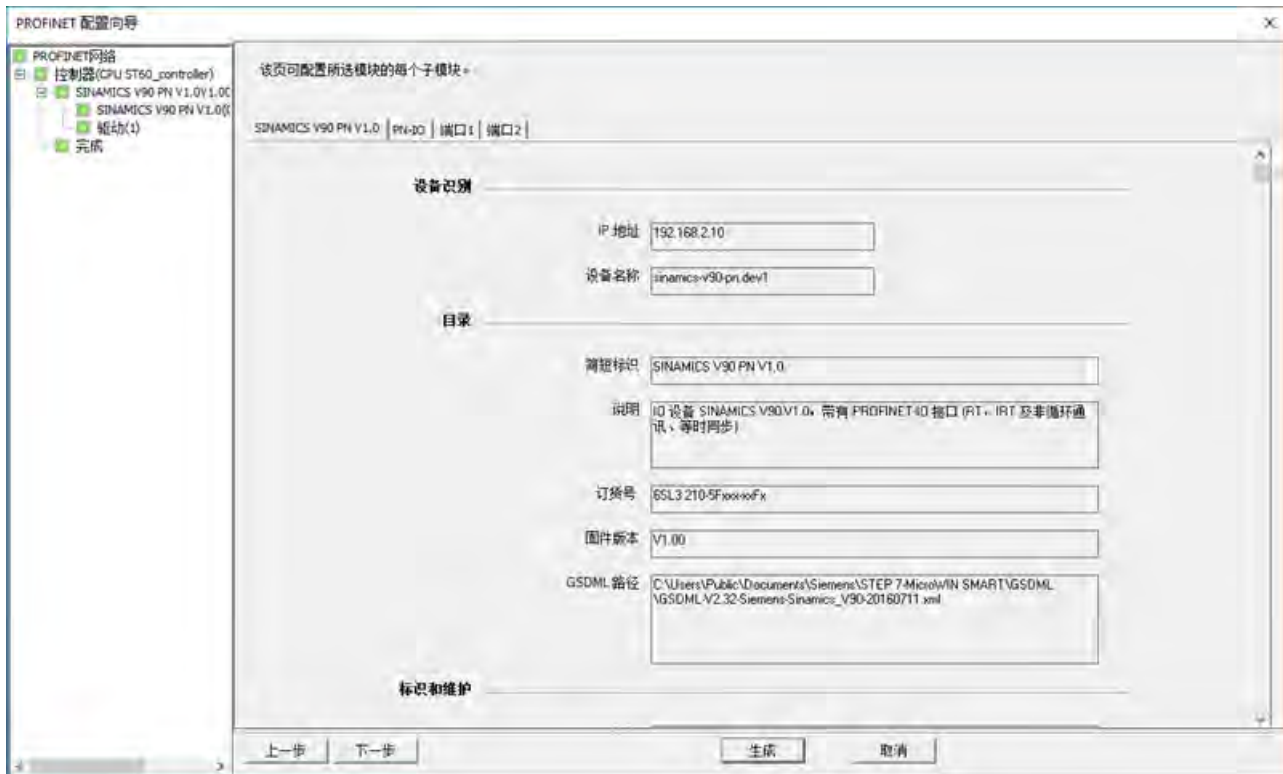 PROFINET 配置向导
PROFINET网络
控制器(CPU ST60_controller)
SINAMICS V90 PN V1.0V1.0C
SINAMICS V90 PN V1.0(0
驱动(1)
完成
该页可配置所选模块的每个子模块。
SINAMICS V90 PN V1.0 PN-IO 端口1 端口2
设备识别
IP 地址 192.168.2.10
设备名称 sinamics-v90-pn.dev1
目录
简短标识 SINAMICS V90 PN V1.0
说明 IO 设备 SINAMICS V90 V1.0，带有 PROFINET-IO 接口 (RT、IRT 及非循环通
讯、等时同步)
订货号 6SL3 210-5Fxxx-xxFx
固件版本 V1.00
GSDML 路径 C:\Users\Public\Documents\Siemens\STEP 7-MicroWIN SMART\GSDML
\GSDML-V2.32-Siemens-Sinamics_V90-20160711.xml
标识和维护
上一步 下一步 生成 取消